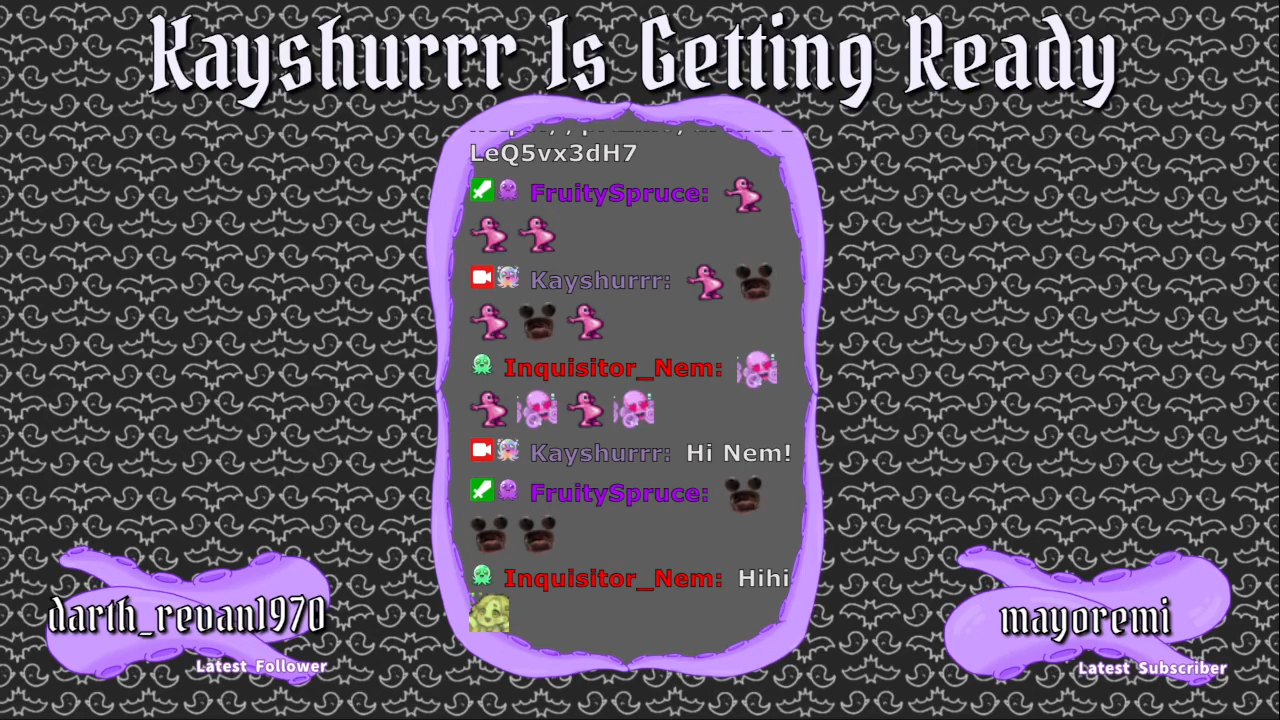 Kayshurrr Is Getting Ready
LeQ5vx3dH7
FruitySpruce:
Kayshurrr:
Inquisitor_Nem:
Kayshurrr: Hi Nem!
FruitySpruce:
Inquisitor_Nem: Hihi
darth_revan1970
Latest Follower
mayoremi
Latest Subscriber